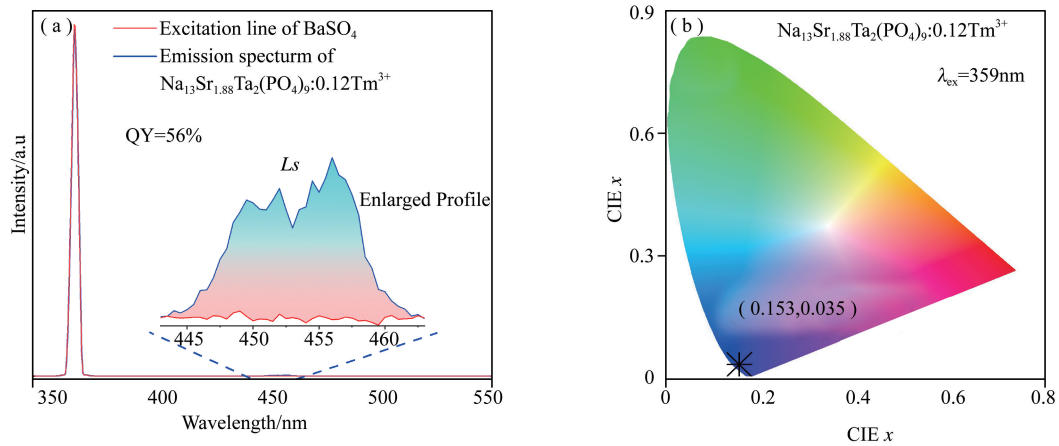 ( a )
Excitation line of BaSO₄
Emission specturm of
Na₁₃Sr₁.₈₈Ta₂(PO₄)₉:0.12Tm³⁺
QY=56%
Ls
Enlarged Profile
445 450 455 460
Intensity/a.u
350 400 450 500 550
Wavelength/nm
( b )
Na₁₃Sr₁.₈₈Ta₂(PO₄)₉:0.12Tm³⁺
λex=359nm
0.9
0.6
0.3
0
CIE x
( 0.153,0.035 )
0 0.2 0.4 0.6 0.8
CIE x